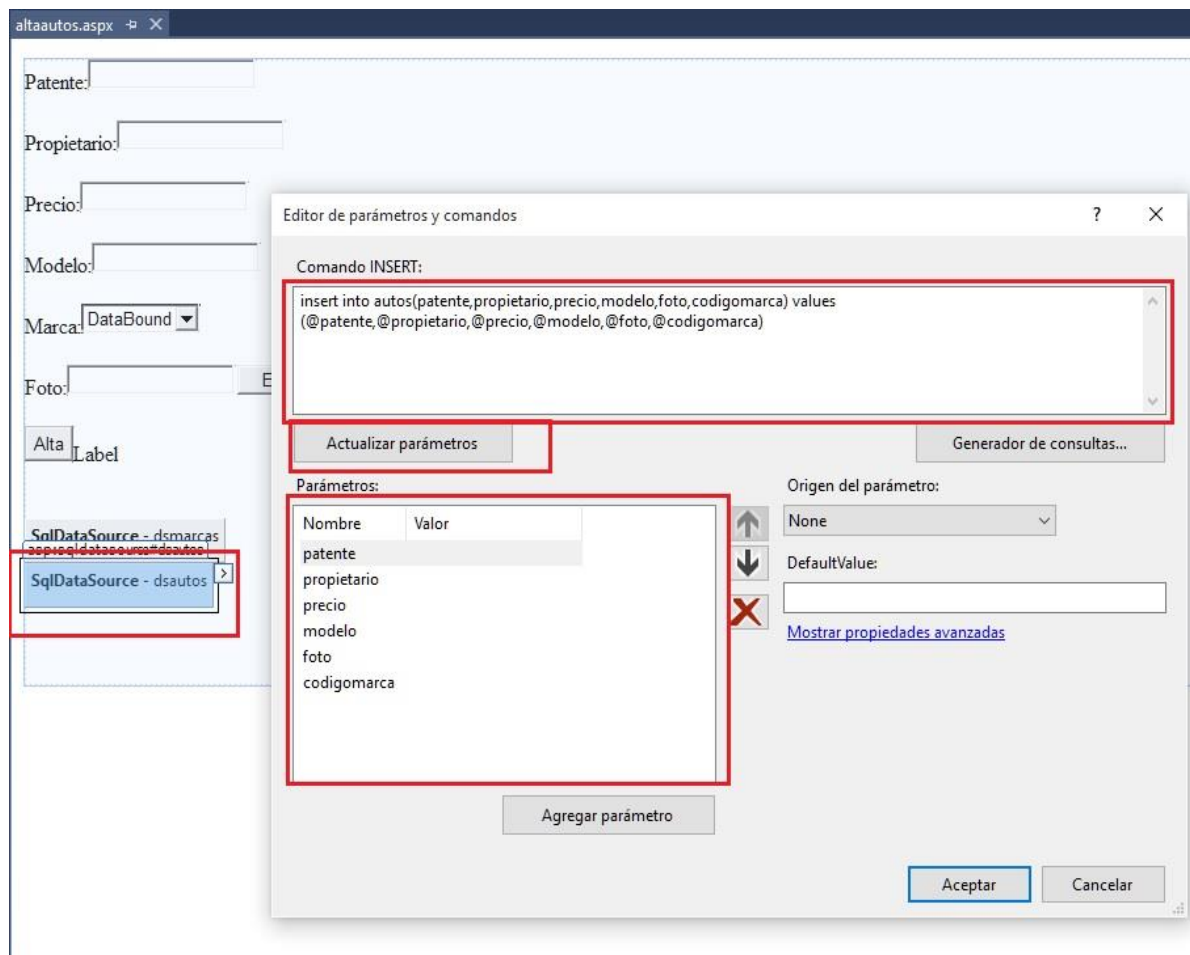 altaautos.aspx
Patente:
Propietario:
Precio:
Modelo:
Marca: DataBound
Foto: E
Alta Label
SqlDataSource - dsmarcas
asp:sqldatasource#dsautos
SqlDataSource - dsautos
Editor de parámetros y comandos
Comando INSERT:
insert into autos(patente,propietario,precio,modelo,foto,codigomarca) values
(@patente,@propietario,@precio,@modelo,@foto,@codigomarca)
Actualizar parámetros
Generador de consultas...
Parámetros:
Nombre Valor
patente
propietario
precio
modelo
foto
codigomarca
Origen del parámetro:
None
DefaultValue:
Mostrar propiedades avanzadas
Agregar parámetro
Aceptar Cancelar